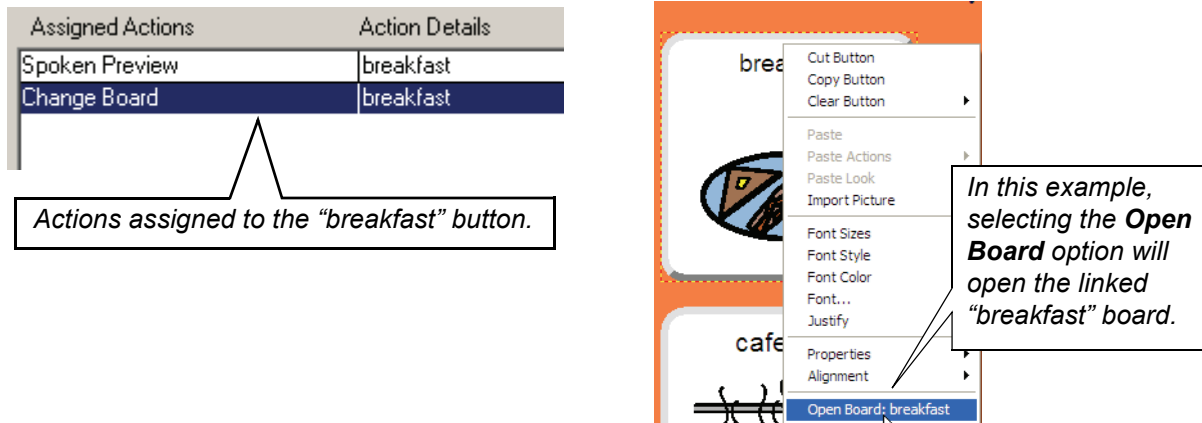 Assigned Actions Action Details
Spoken Preview breakfast
Change Board breakfast
Actions assigned to the “breakfast” button.
Cut Button
Copy Button
Clear Button
Paste
Paste Actions
Paste Look
Import Picture
Font Sizes
Font Style
Font Color
Font...
Justify
Properties
Alignment
Open Board: breakfast
brea
cafe
In this example,
selecting the Open
Board option will
open the linked
“breakfast” board.